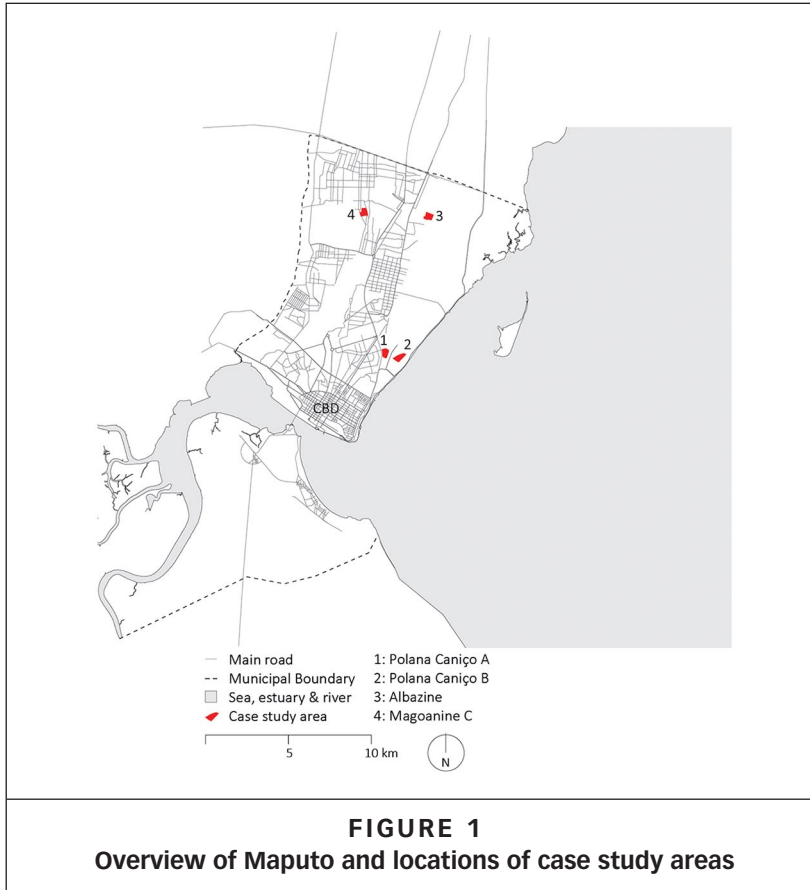 4
3
1
2
CBD
Main road
Municipal Boundary
Sea, estuary & river
Case study area
1: Polana Caniço A
2: Polana Caniço B
3: Albazine
4: Magoanine C
5
10 km
N
FIGURE 1
Overview of Maputo and locations of case study areas